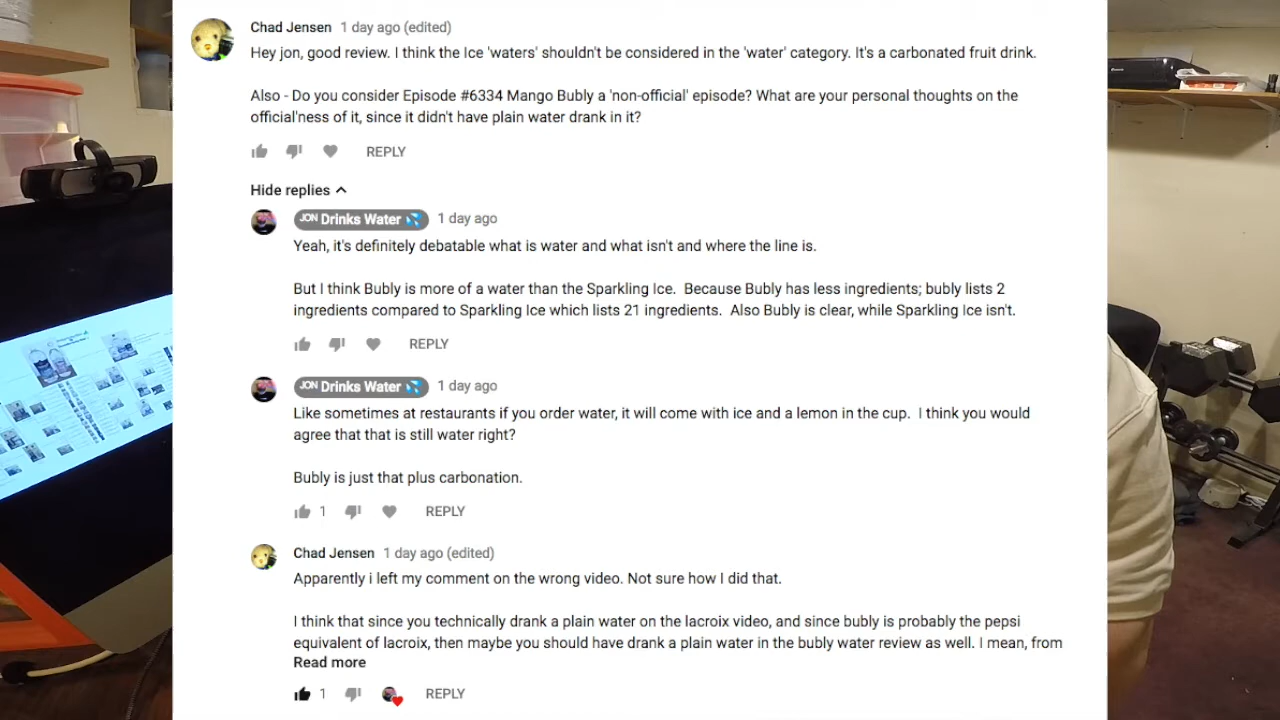 Chad Jensen 1 day ago (edited)
Hey jon, good review. I think the Ice 'waters' shouldn't be considered in the 'water' category. It's a carbonated fruit drink.
Also - Do you consider Episode #6334 Mango Bubly a 'non-official' episode? What are your personal thoughts on the
official'ness of it, since it didn't have plain water drank in it?
REPLY
Hide replies
JON Drinks Water 💦 1 day ago
Yeah, it's definitely debatable what is water and what isn't and where the line is.
But I think Bubly is more of a water than the Sparkling Ice. Because Bubly has less ingredients; bubly lists 2
ingredients compared to Sparkling Ice which lists 21 ingredients. Also Bubly is clear, while Sparkling Ice isn't.
REPLY
JON Drinks Water 💦 1 day ago
Like sometimes at restaurants if you order water, it will come with ice and a lemon in the cup. I think you would
agree that that is still water right?
Bubly is just that plus carbonation.
1 REPLY
Chad Jensen 1 day ago (edited)
Apparently i left my comment on the wrong video. Not sure how I did that.
I think that since you technically drank a plain water on the lacroix video, and since bubly is probably the pepsi
equivalent of lacroix, then maybe you should have drank a plain water in the bubly water review as well. I mean, from
Read more
1 REPLY